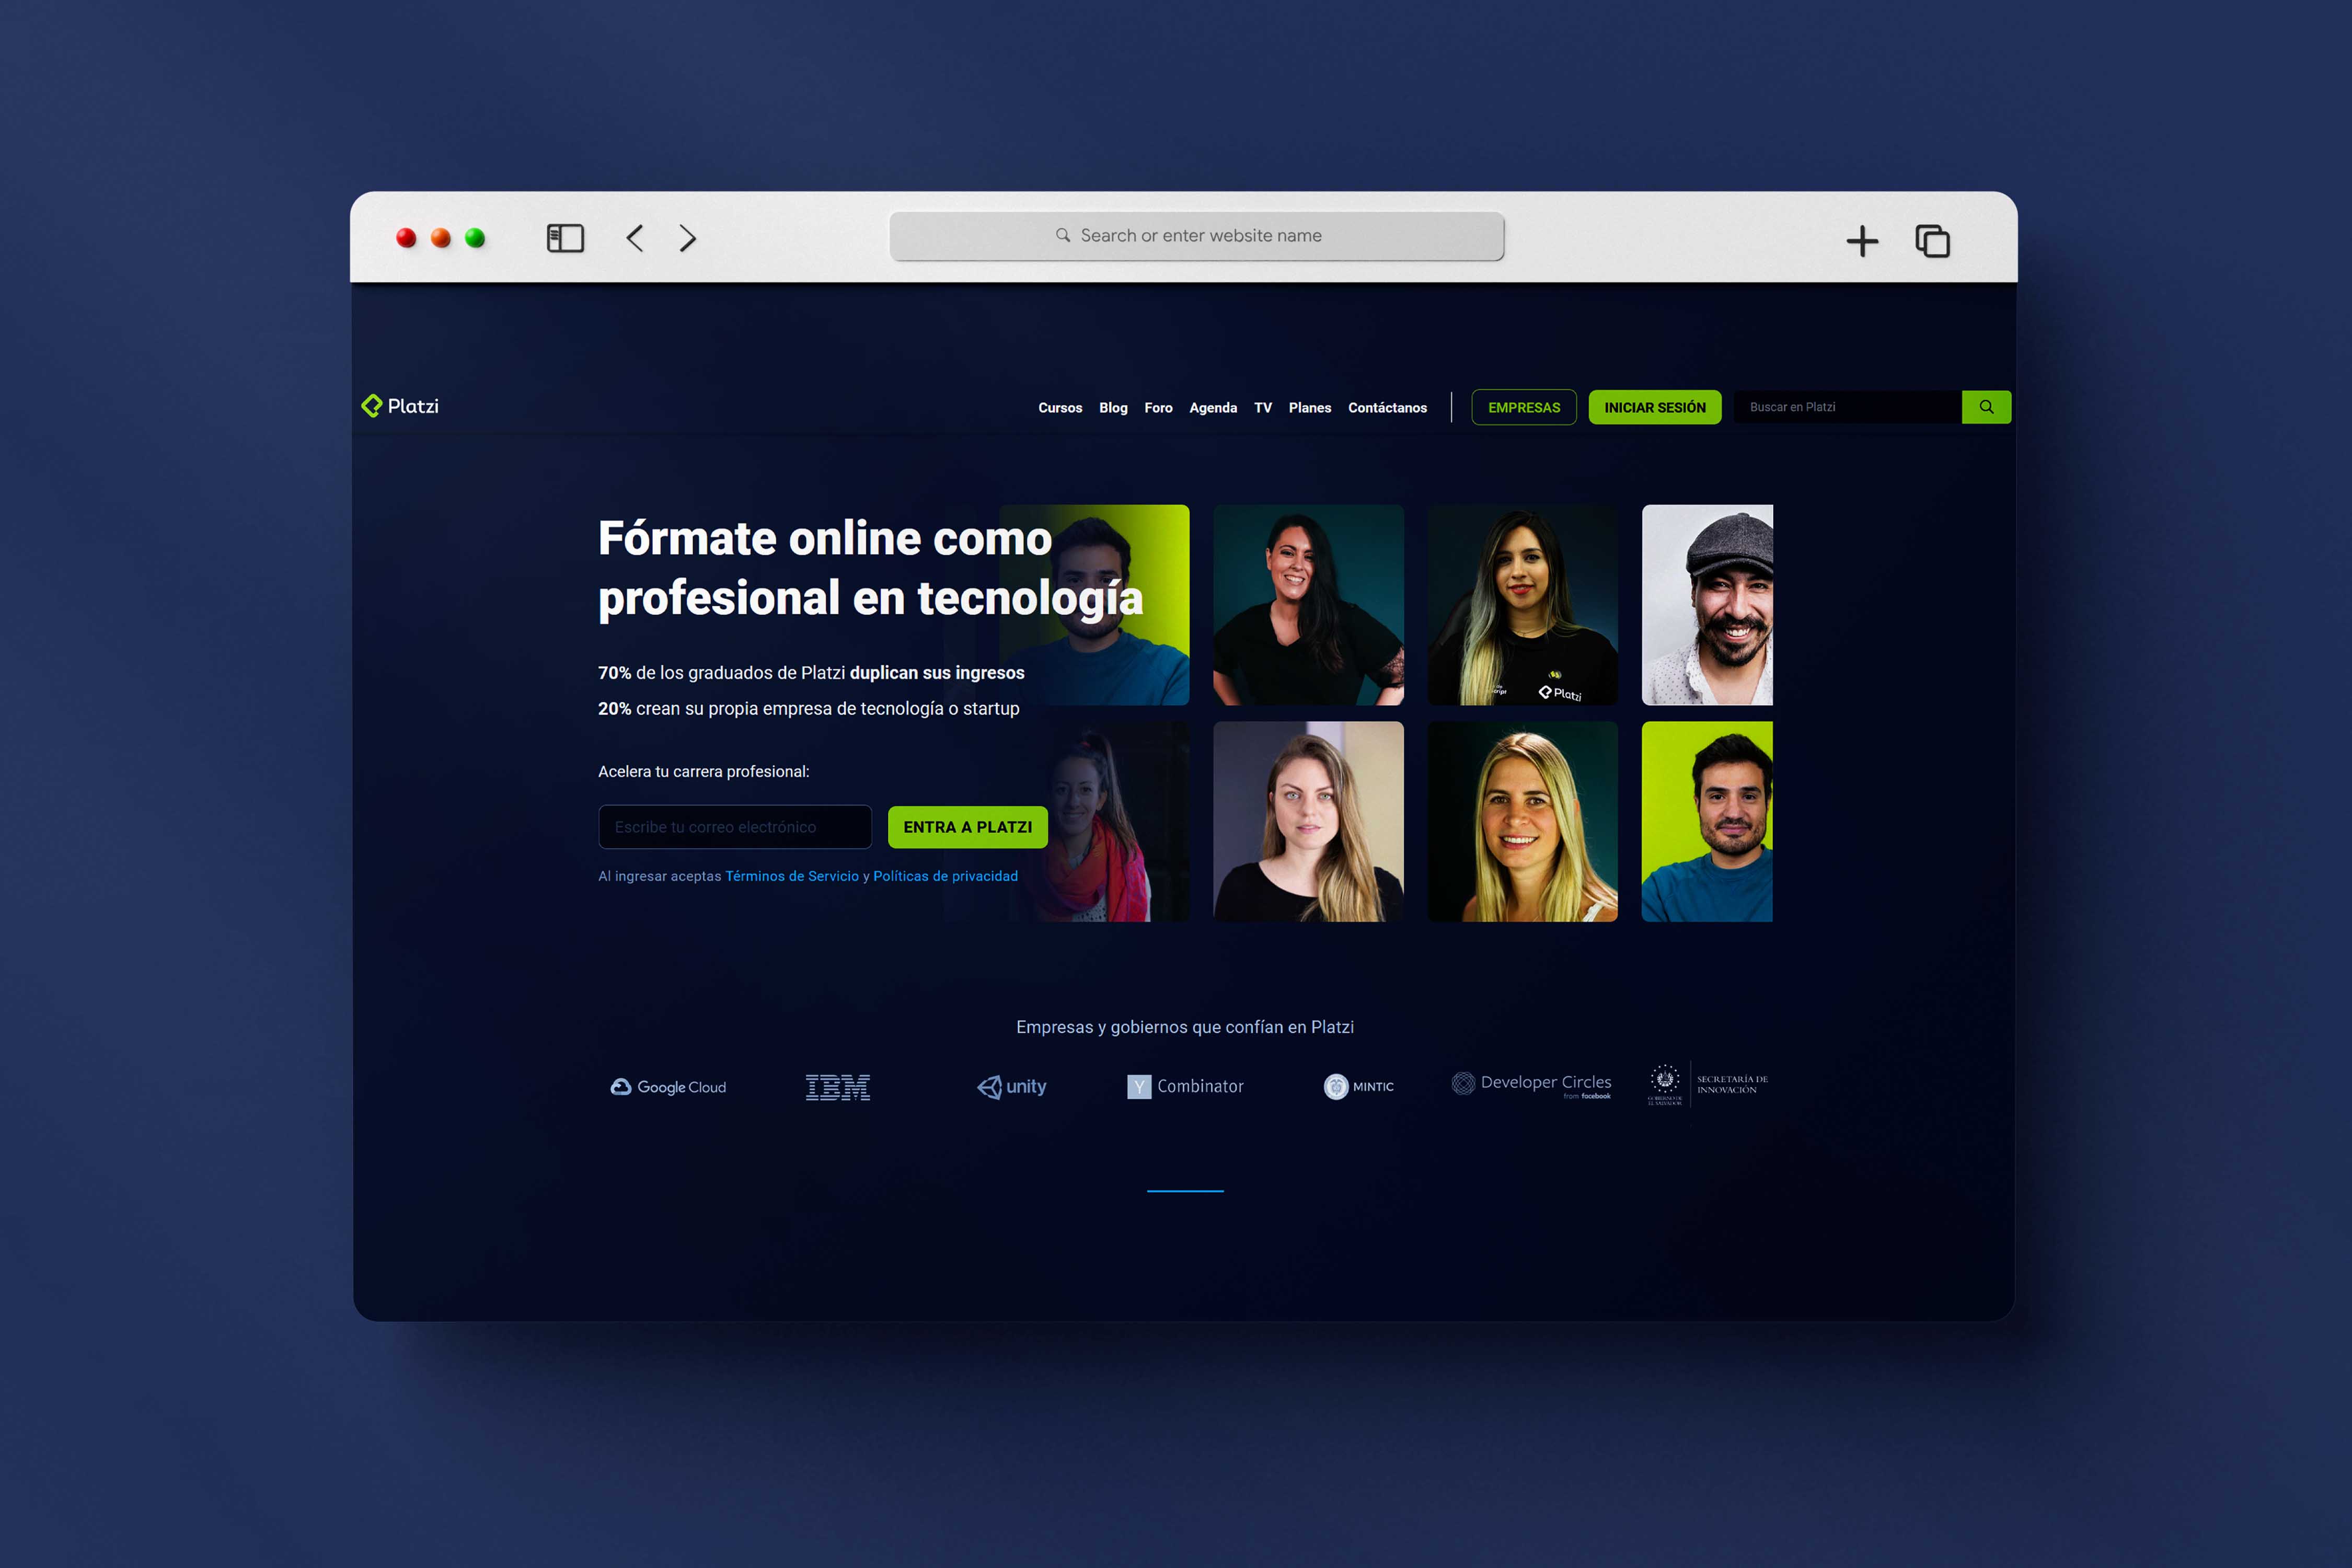 Search or enter website name
Platzi
Cursos Blog Foro Agenda TV Planes Contáctanos EMPRESAS INICIAR SESIÓN Buscar en Platzi
Fórmate online como
profesional en tecnología
70% de los graduados de Platzi duplican sus ingresos
20% crean su propia empresa de tecnología o startup
Platzi
Acelera tu carrera profesional:
Escribe tu correo electrónico ENTRA A PLATZI
Al ingresar aceptas Términos de Servicio y Políticas de privacidad
Empresas y gobiernos que confían en Platzi
Google Cloud
IBM
unity
Y Combinator
MINTIC
Developer Circles
from facebook
GOBIERNO DE
EL SALVADOR
SECRETARÍA DE
INNOVACIÓN